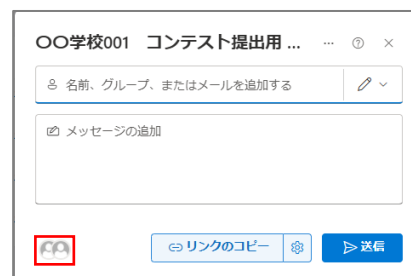 〇〇学校001 コンテスト提出用 ...
名前、グループ、またはメールを追加する
メッセージの追加
リンクのコピー
送信